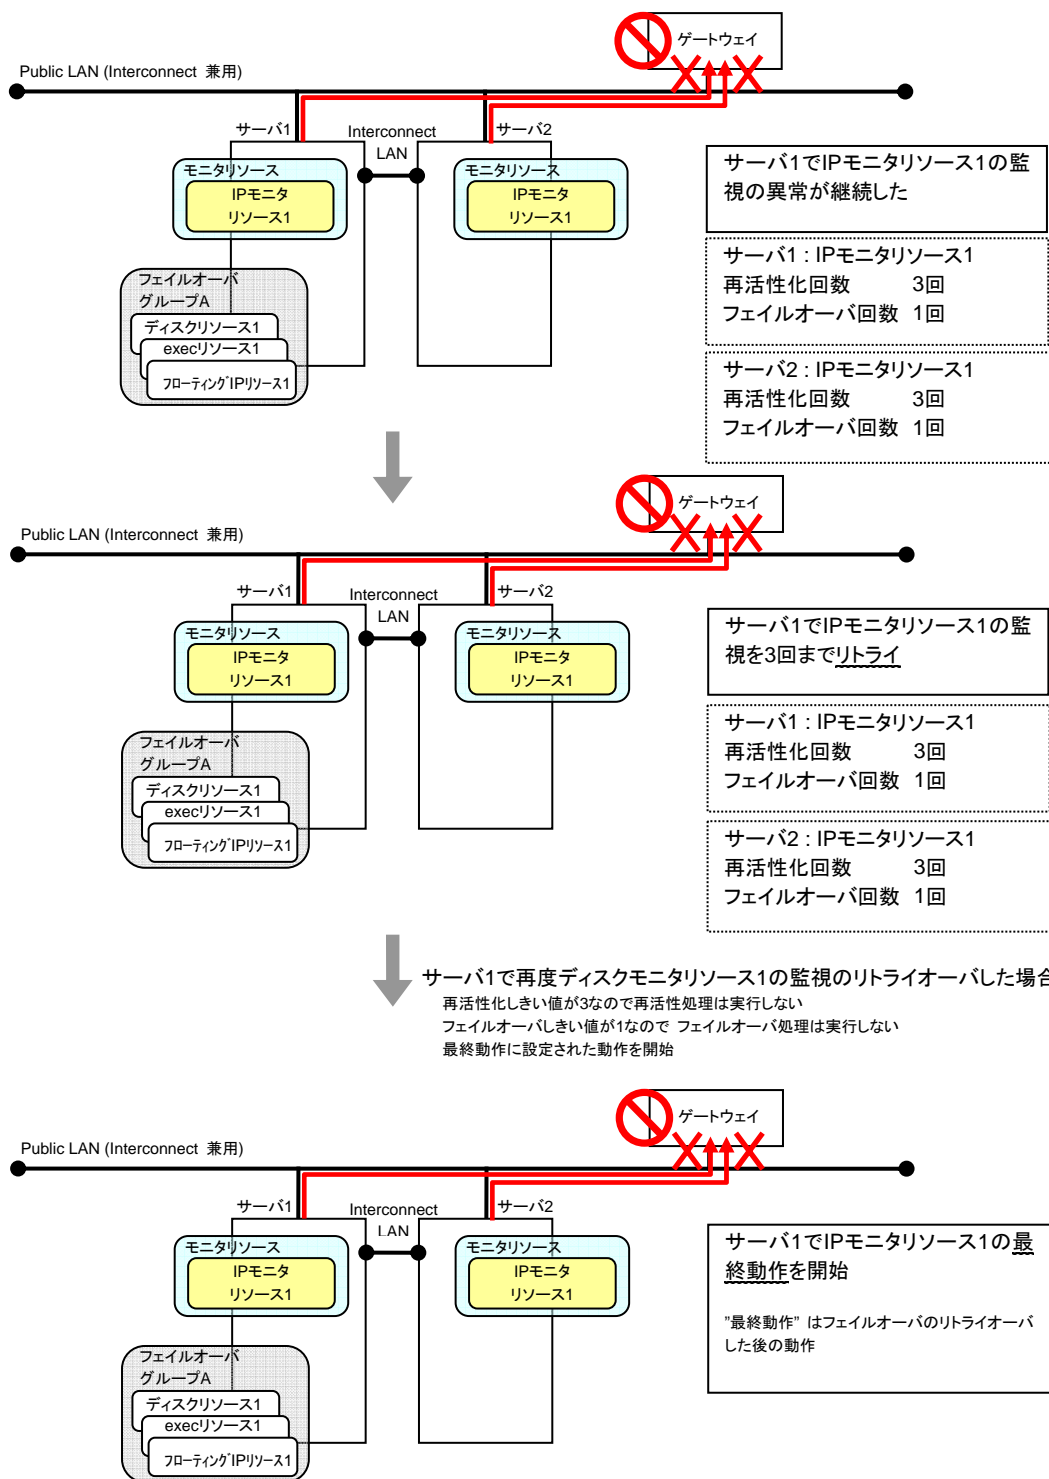 ゲートウェイ
Public LAN (Interconnect 兼用)
サーバ1
Interconnect
LAN
サーバ2
モニタリソース
IPモニタ
リソース1
モニタリソース
IPモニタ
リソース1
フェイルオーバ
グループA
ディスクリソース1
execリソース1
フローティングIPリソース1
サーバ1でIPモニタリソース1の監
視の異常が継続した
サーバ1 : IPモニタリソース1
再活性化回数 3回
フェイルオーバ回数 1回
サーバ2 : IPモニタリソース1
再活性化回数 3回
フェイルオーバ回数 1回
ゲートウェイ
Public LAN (Interconnect 兼用)
サーバ1
Interconnect
LAN
サーバ2
モニタリソース
IPモニタ
リソース1
モニタリソース
IPモニタ
リソース1
フェイルオーバ
グループA
ディスクリソース1
execリソース1
フローティングIPリソース1
サーバ1でIPモニタリソース1の監
視を3回までリトライ
サーバ1 : IPモニタリソース1
再活性化回数 3回
フェイルオーバ回数 1回
サーバ2 : IPモニタリソース1
再活性化回数 3回
フェイルオーバ回数 1回
サーバ1で再度ディスクモニタリソース1の監視のリトライオーバした場合
再活性化しきい値が3なので再活性処理は実行しない
フェイルオーバしきい値が1なので フェイルオーバ処理は実行しない
最終動作に設定された動作を開始
ゲートウェイ
Public LAN (Interconnect 兼用)
サーバ1
Interconnect
LAN
サーバ2
モニタリソース
IPモニタ
リソース1
モニタリソース
IPモニタ
リソース1
フェイルオーバ
グループA
ディスクリソース1
execリソース1
フローティングIPリソース1
サーバ1でIPモニタリソース1の最
終動作を開始
”最終動作” はフェイルオーバのリトライオーバ
した後の動作